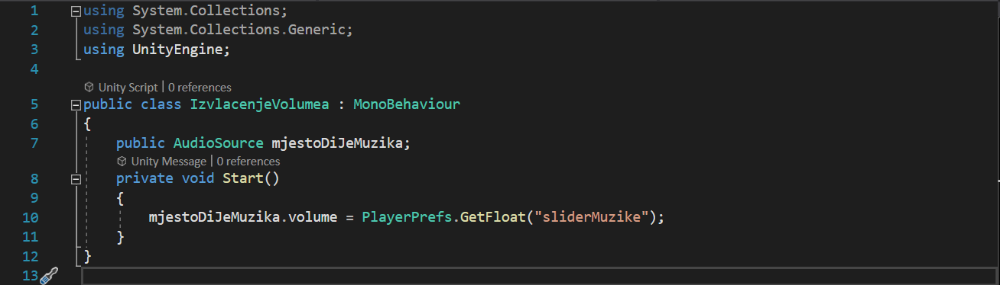 1 using System.Collections;
2 using System.Collections.Generic;
3 using UnityEngine;
4
Unity Script | 0 references
5 public class IzvlacenjeVolumea : MonoBehaviour
6 {
7 public AudioSource mjestoDiJeMuzika;
Unity Message | 0 references
8 private void Start()
9 {
10 mjestoDiJeMuzika.volume = PlayerPrefs.GetFloat("sliderMuzike");
11 }
12 }
13